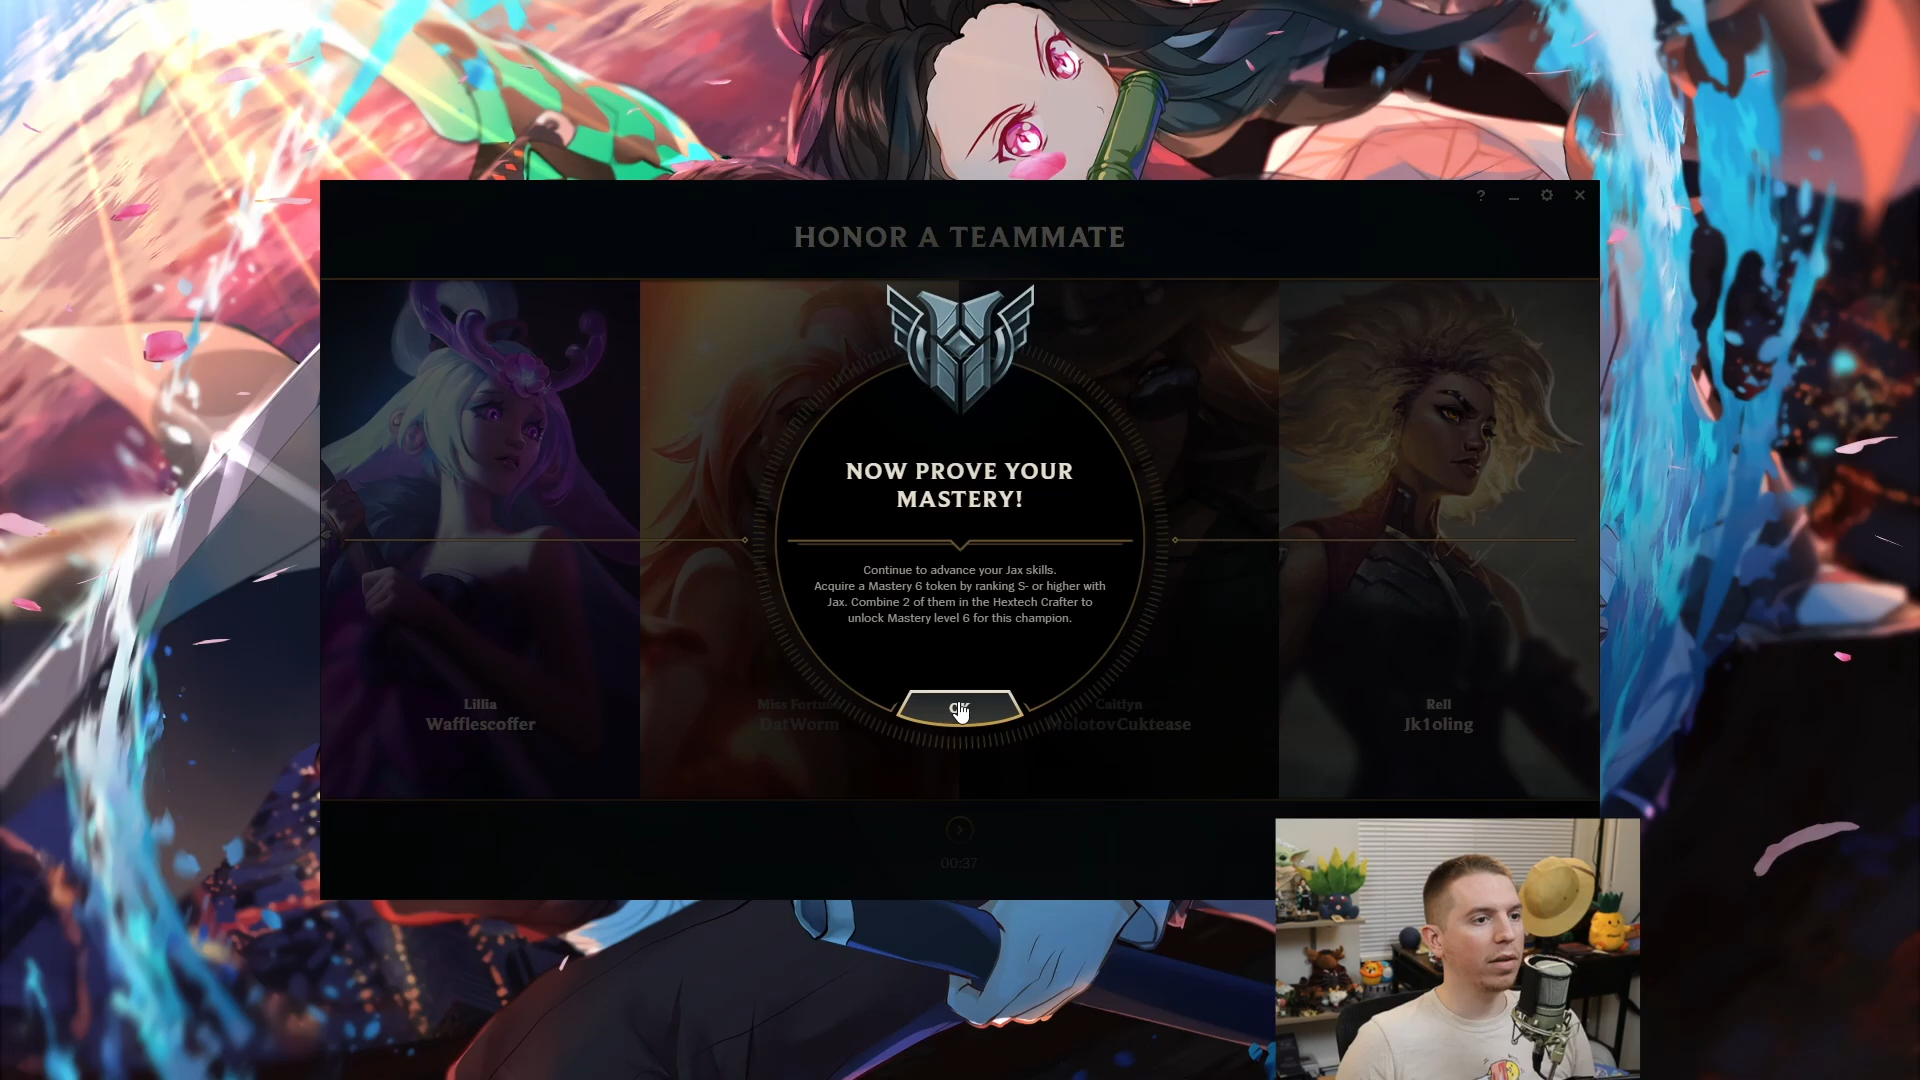 ?
HONOR A TEAMMATE
NOW PROVE YOUR
MASTERY!
Continue to advance your Jax skills.
Acquire a Mastery 6 token by ranking S- or higher with
Jax. Combine 2 of them in the Hextech Crafter to
unlock Mastery level 6 for this champion.
Lillia
Wafflescoffer
DatWorm
Caitlyn
Rell
Jk1oling
00:37